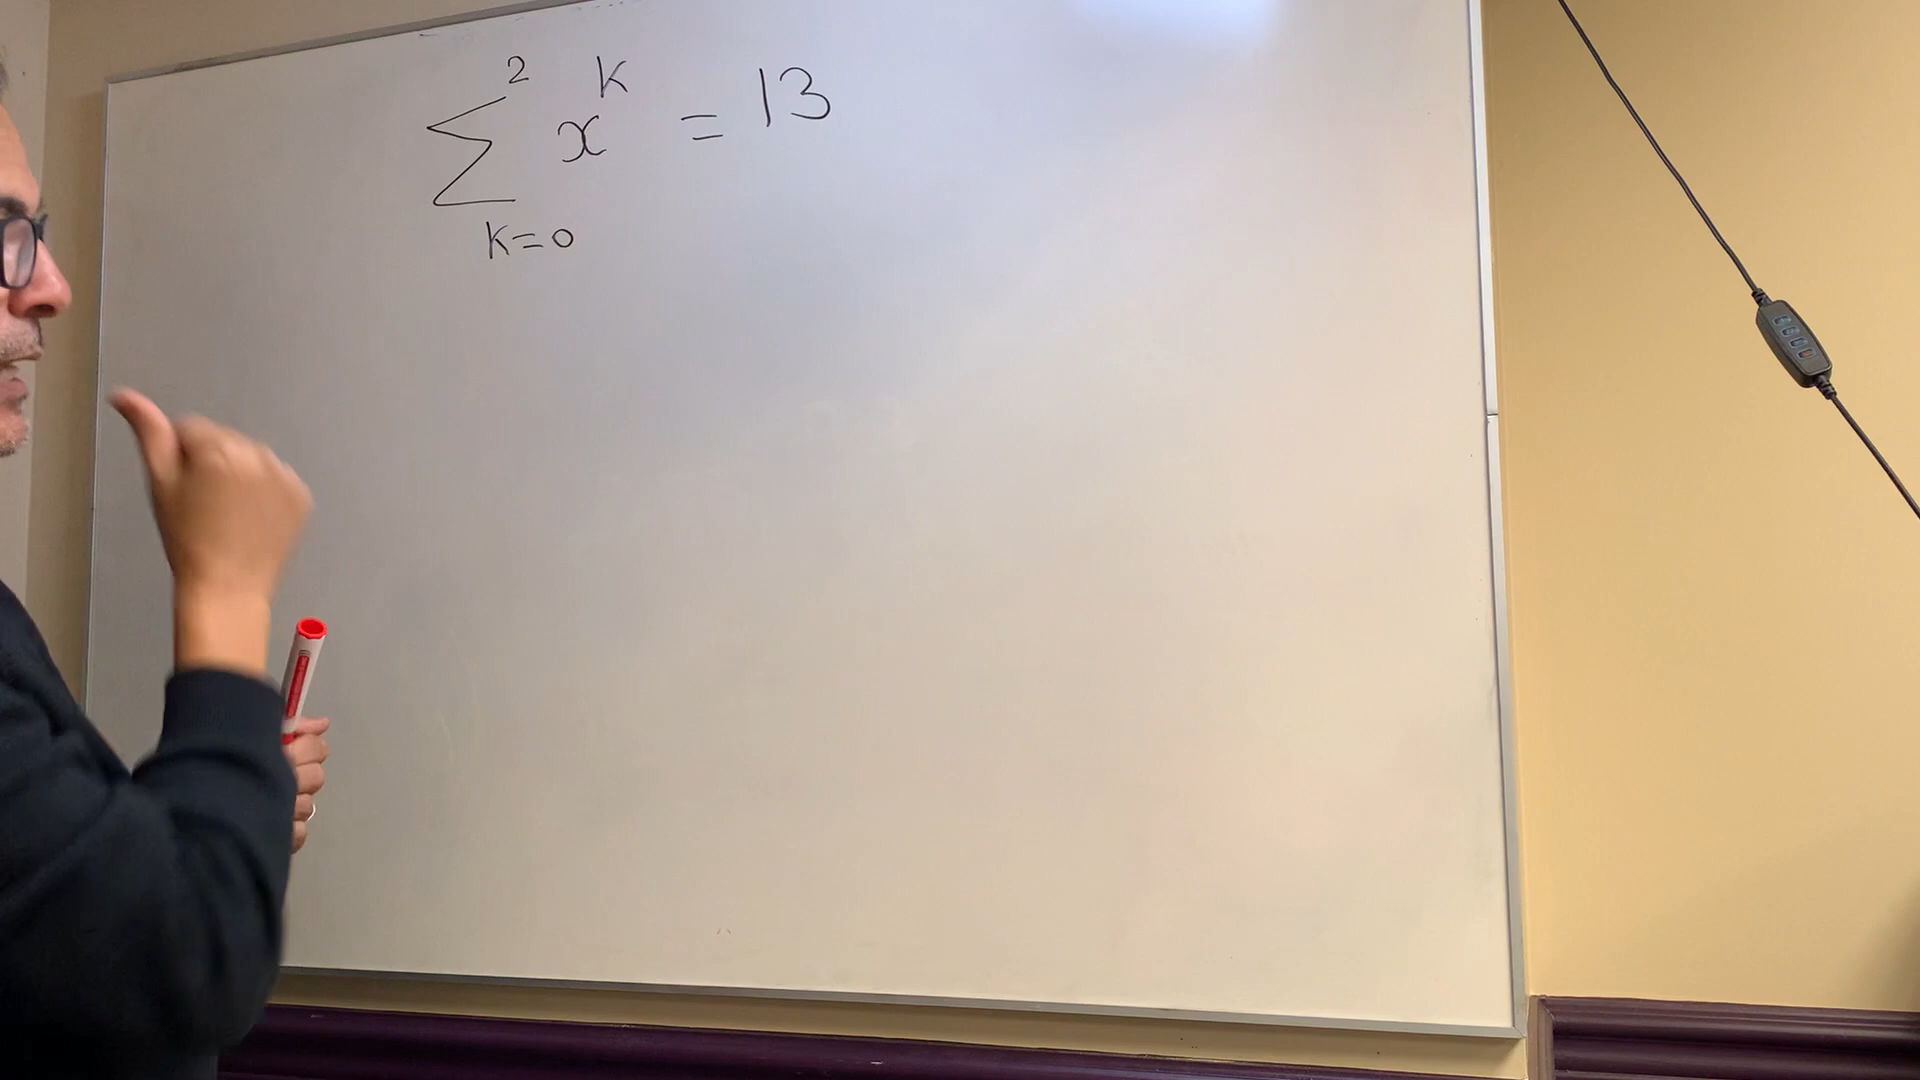 2 K
∑ x = 13
K=0